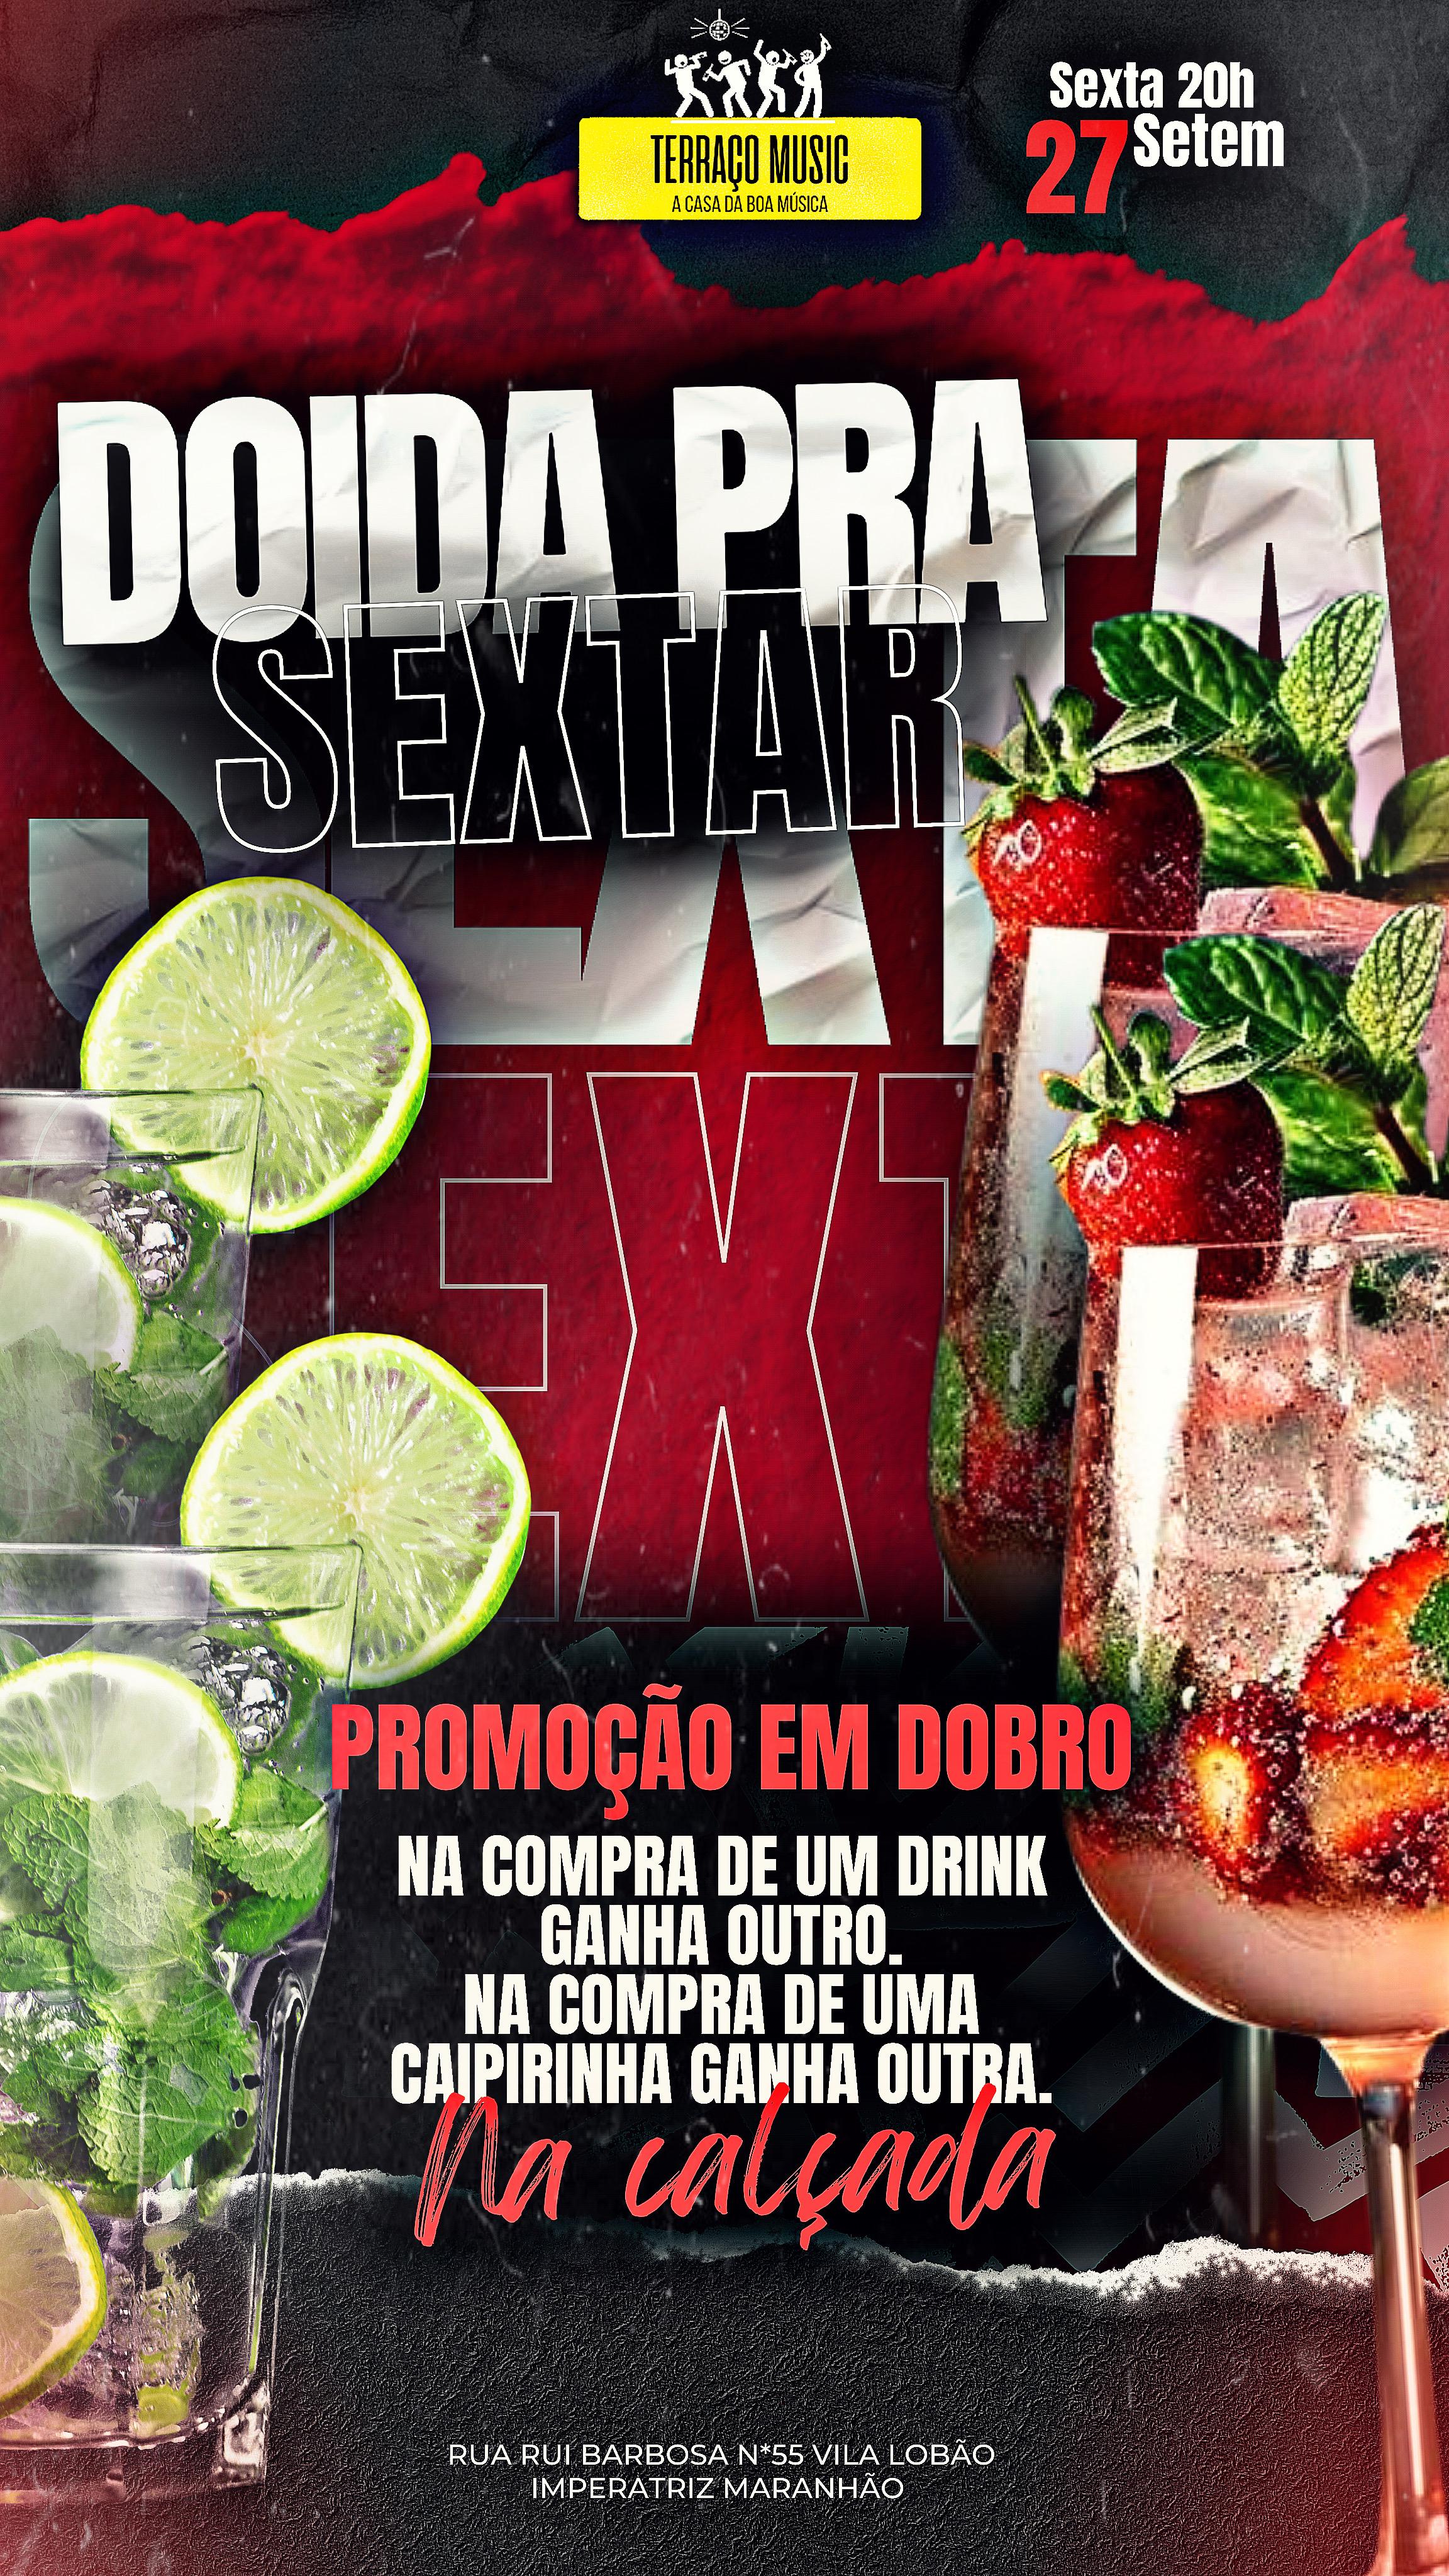 TERRAÇO MUSIC
A CASA DA BOA MÚSICA
Sexta 20h
27 Setem
DOIDA PRA
SEXTAR
SEXTA
EXT
PROMOÇÃO EM DOBRO
NA COMPRA DE UM DRINK
GANHA OUTRO.
NA COMPRA DE UMA
CAIPIRINHA GANHA OUTRA.
Na calçada
RUA RUI BARBOSA N*55 VILA LOBÃO
IMPERATRIZ MARANHÃO